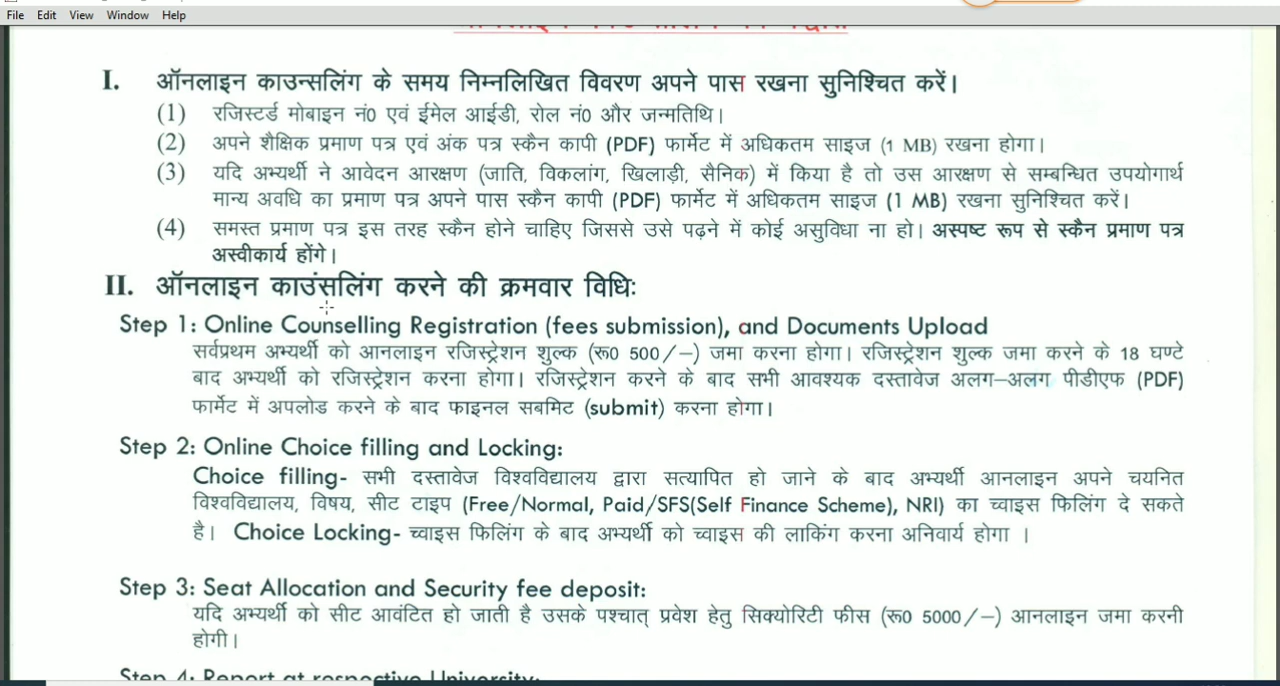 File Edit View Window Help
I. ऑनलाइन काउन्सलिंग के समय निम्नलिखित विवरण अपने पास रखना सुनिश्चित करें।
(1) रजिस्टर्ड मोबाइन नं0 एवं ईमेल आईडी, रोल नं0 और जन्मतिथि।
(2) अपने शैक्षिक प्रमाण पत्र एवं अंक पत्र स्कैन कापी (PDF) फार्मेट में अधिकतम साइज (1 MB) रखना होगा।
(3) यदि अभ्यर्थी ने आवेदन आरक्षण (जाति, विकलांग, खिलाड़ी, सैनिक) में किया है तो उस आरक्षण से सम्बन्धित उपयोगार्थ
मान्य अवधि का प्रमाण पत्र अपने पास स्कैन कापी (PDF) फार्मेट में अधिकतम साइज (1 MB) रखना सुनिश्चित करें।
(4) समस्त प्रमाण पत्र इस तरह स्कैन होने चाहिए जिससे उसे पढ़ने में कोई असुविधा ना हो। अस्पष्ट रूप से स्कैन प्रमाण पत्र
अस्वीकार्य होंगे।
II. ऑनलाइन काउंसलिंग करने की क्रमवार विधिः
Step 1: Online Counselling Registration (fees submission), and Documents Upload
सर्वप्रथम अभ्यर्थी को आनलाइन रजिस्ट्रेशन शुल्क (रू0 500/–) जमा करना होगा। रजिस्ट्रेशन शुल्क जमा करने के 18 घण्टे
बाद अभ्यर्थी को रजिस्ट्रेशन करना होगा। रजिस्ट्रेशन करने के बाद सभी आवश्यक दस्तावेज अलग–अलग पीडीएफ (PDF)
फार्मेट में अपलोड करने के बाद फाइनल सबमिट (submit) करना होगा।
Step 2: Online Choice filling and Locking:
Choice filling- सभी दस्तावेज विश्वविद्यालय द्वारा सत्यापित हो जाने के बाद अभ्यर्थी आनलाइन अपने चयनित
विश्वविद्यालय, विषय, सीट टाइप (Free/Normal, Paid/SFS(Self Finance Scheme), NRI) का च्वाइस फिलिंग दे सकते
है। Choice Locking- च्वाइस फिलिंग के बाद अभ्यर्थी को च्वाइस की लाकिंग करना अनिवार्य होगा ।
Step 3: Seat Allocation and Security fee deposit:
यदि अभ्यर्थी को सीट आवंटित हो जाती है उसके पश्चात् प्रवेश हेतु सिक्योरिटी फीस (रू0 5000/–) आनलाइन जमा करनी
होगी।
Step 4: Report at respective University: